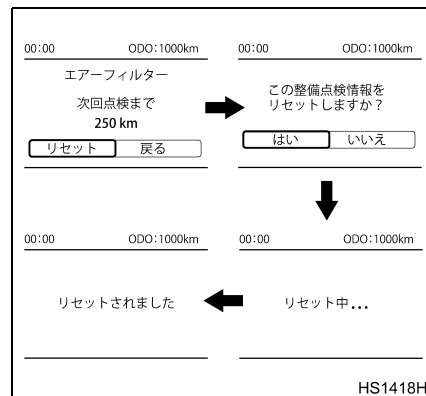 00:00 ODO:1000km
エアーフィルター
次回点検まで
250 km
リセット 戻る
00:00 ODO:1000km
この整備点検情報を
リセットしますか？
はい いいえ
00:00 ODO:1000km
リセット中...
00:00 ODO:1000km
リセットされました
HS1418H